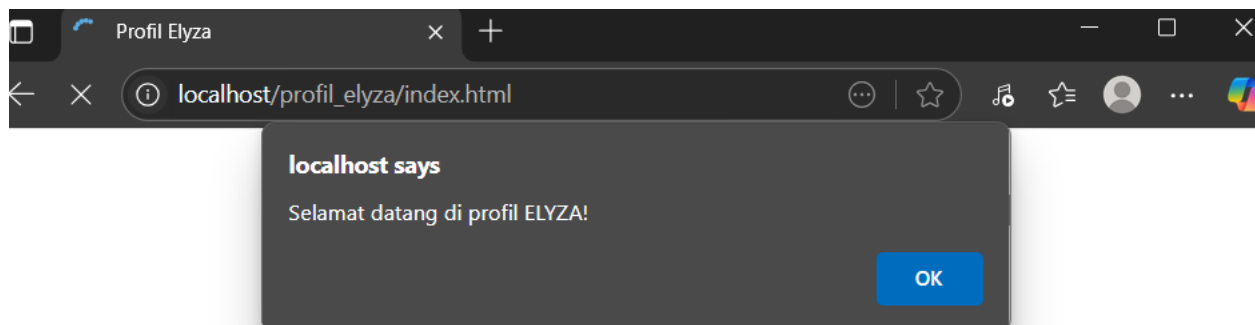 Profil Elyza
localhost/profil_elyza/index.html
localhost says
Selamat datang di profil ELYZA!
OK